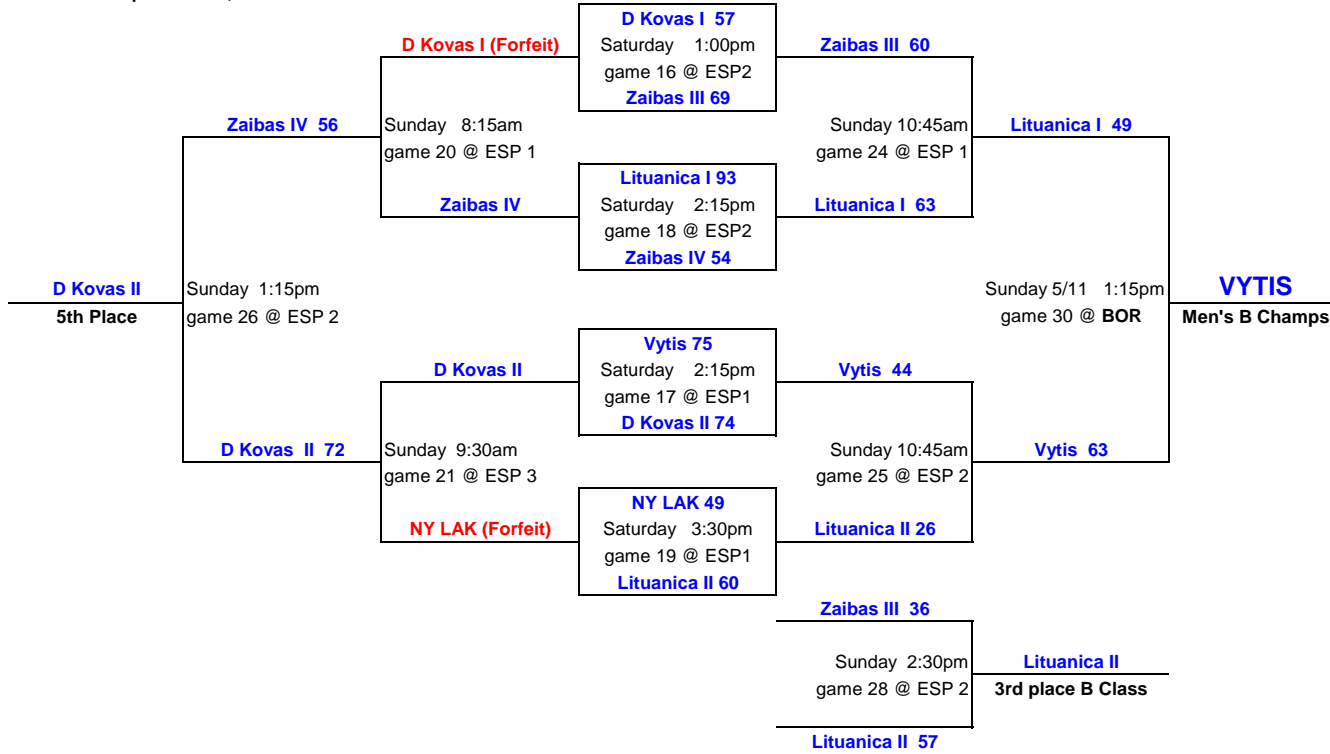 D Kovas I 57
D Kovas I (Forfeit) Saturday 1:00pm Zaibas III 60
game 16 @ ESP2
Zaibas III 69
Zaibas IV 56 Sunday 8:15am Sunday 10:45am Lituanica I 49
game 20 @ ESP 1 game 24 @ ESP 1
Lituanica I 93
Zaibas IV Saturday 2:15pm Lituanica I 63
game 18 @ ESP2
Zaibas IV 54
D Kovas II Sunday 1:15pm Sunday 5/11 1:15pm VYTIS
5th Place game 26 @ ESP 2 game 30 @ BOR Men's B Champs
Vytis 75
D Kovas II Saturday 2:15pm Vytis 44
game 17 @ ESP1
D Kovas II 74
D Kovas II 72 Sunday 9:30am Sunday 10:45am Vytis 63
game 21 @ ESP 3 game 25 @ ESP 2
NY LAK 49
NY LAK (Forfeit) Saturday 3:30pm Lituanica II 26
game 19 @ ESP1
Lituanica II 60
Zaibas III 36
Sunday 2:30pm Lituanica II
game 28 @ ESP 2 3rd place B Class
Lituanica II 57